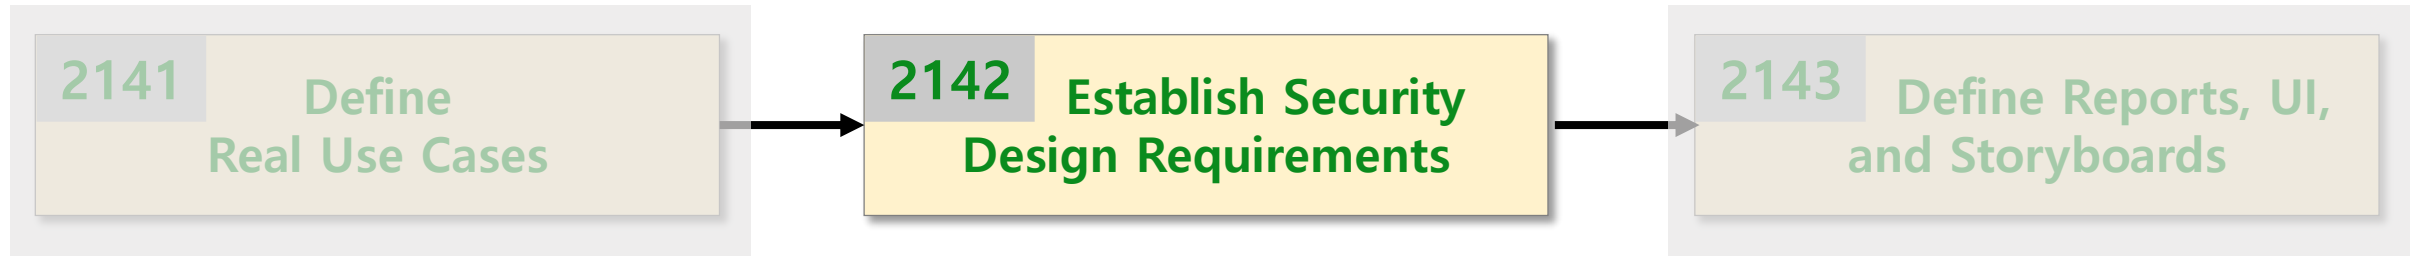 2141
Define
Real Use Cases
2142
Establish Security
Design Requirements
2143
Define Reports, UI,
and Storyboards